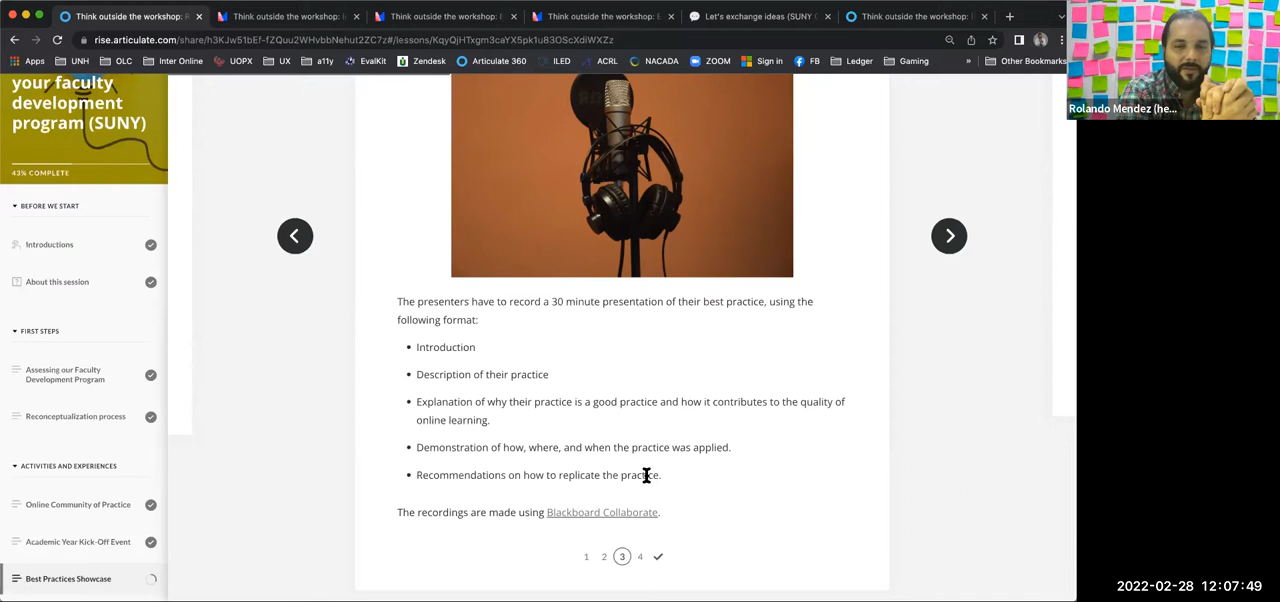 Think outside the workshop: R
Think outside the workshop: I
Think outside the workshop:
Think outside the workshop: E
Let's exchange ideas (SUNY C
Think outside the workshop:
rise.articulate.com/share/h3KJw51bEf-fZQuu2WHvbbNehut2ZC7z#/lessons/KqyQjHTxgm3caYX5pk1u83OScXdiWXZz
Apps UNH OLC Inter Online UOPX UX a11y EvalKit Zendesk Articulate 360 ILED ACRL NACADA ZOOM Sign in FB Ledger Gaming » Other Bookmarks
Rolando Mendez (he...
your faculty
development
program (SUNY)
43% COMPLETE
BEFORE WE START
Introductions
About this session
FIRST STEPS
Assessing our Faculty
Development Program
Reconceptualization process
ACTIVITIES AND EXPERIENCES
Online Community of Practice
Academic Year Kick-Off Event
Best Practices Showcase
The presenters have to record a 30 minute presentation of their best practice, using the
following format:
• Introduction
• Description of their practice
• Explanation of why their practice is a good practice and how it contributes to the quality of
online learning.
• Demonstration of how, where, and when the practice was applied.
• Recommendations on how to replicate the practice.
The recordings are made using Blackboard Collaborate.
1 2 3 4
2022-02-28 12:07:49